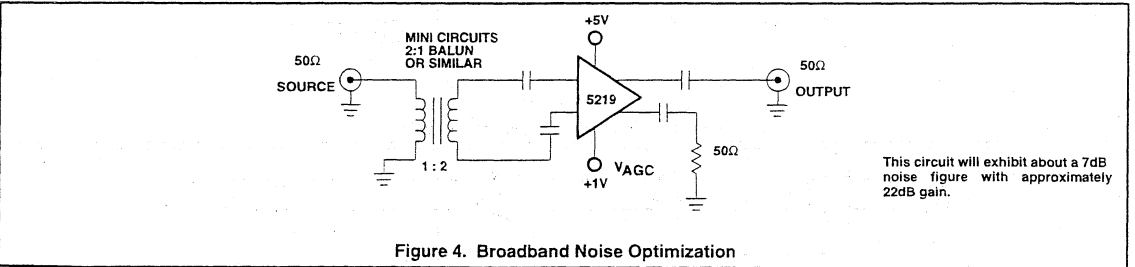 +5V
MINI CIRCUITS
2:1 BALUN
OR SIMILAR
50Ω
SOURCE
50Ω
OUTPUT
5219
50Ω
1 : 2
VAGC
+1V
This circuit will exhibit about a 7dB
noise figure with approximately
22dB gain.
Figure 4. Broadband Noise Optimization